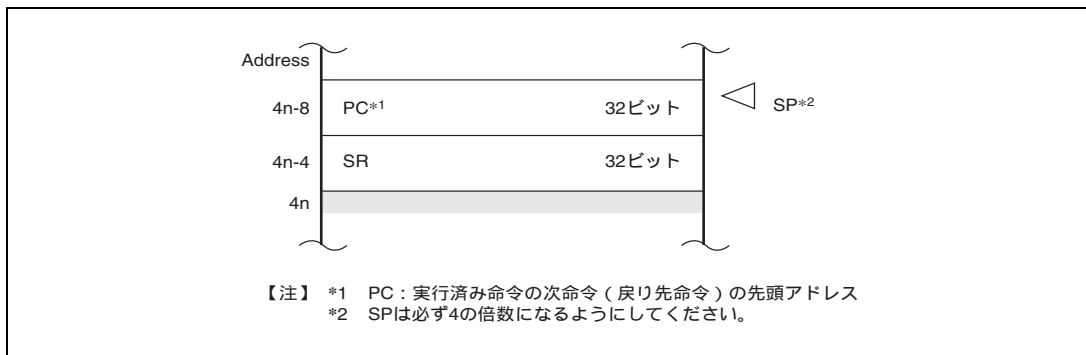 Address
4n-8 PC*1 32ビット SP*2
4n-4 SR 32ビット
4n
【注】 *1 PC：実行済み命令の次命令（戻り先命令）の先頭アドレス
*2 SPは必ず4の倍数になるようにしてください。